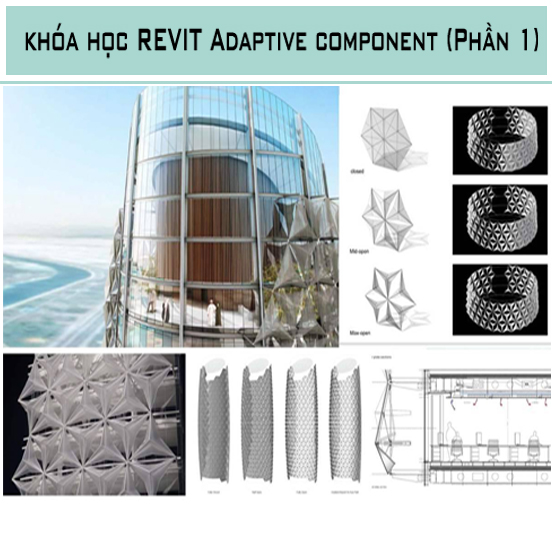 KHÓA HỌC REVIT ADAPTIVE COMPONENT (PHẦN 1)
closed
Mid-open
Max-open